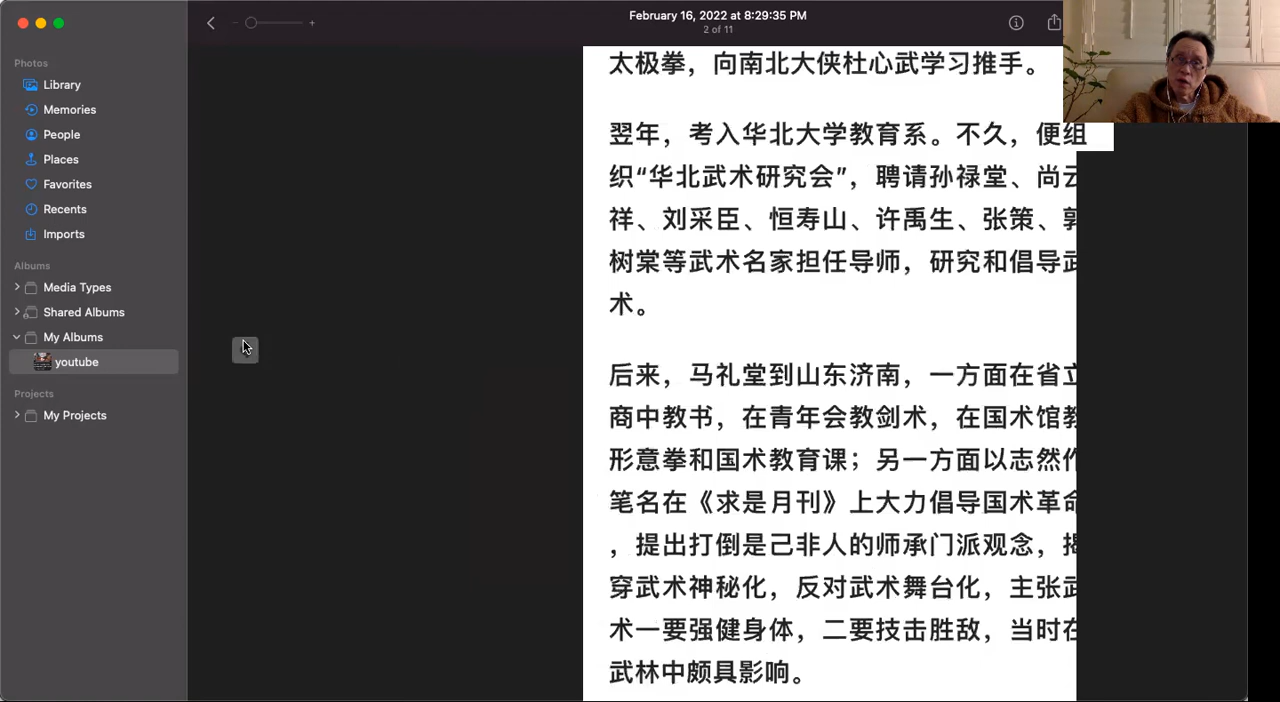 February 16, 2022 at 8:29:35 PM
2 of 11
Photos
Library
Memories
People
Places
Favorites
Recents
Imports
Albums
Media Types
Shared Albums
My Albums
youtube
Projects
My Projects
太极拳，向南北大侠杜心武学习推手。
翌年，考入华北大学教育系。不久，便组
织“华北武术研究会”，聘请孙禄堂、尚云
祥、刘采臣、恒寿山、许禹生、张策、郭
树棠等武术名家担任导师，研究和倡导武
术。
后来，马礼堂到山东济南，一方面在省立
商中教书，在青年会教剑术，在国术馆教
形意拳和国术教育课；另一方面以志然作
笔名在《求是月刊》上大力倡导国术革命
，提出打倒是己非人的师承门派观念，揭
穿武术神秘化，反对武术舞台化，主张武
术一要强健身体，二要技击胜敌，当时在
武林中颇具影响。